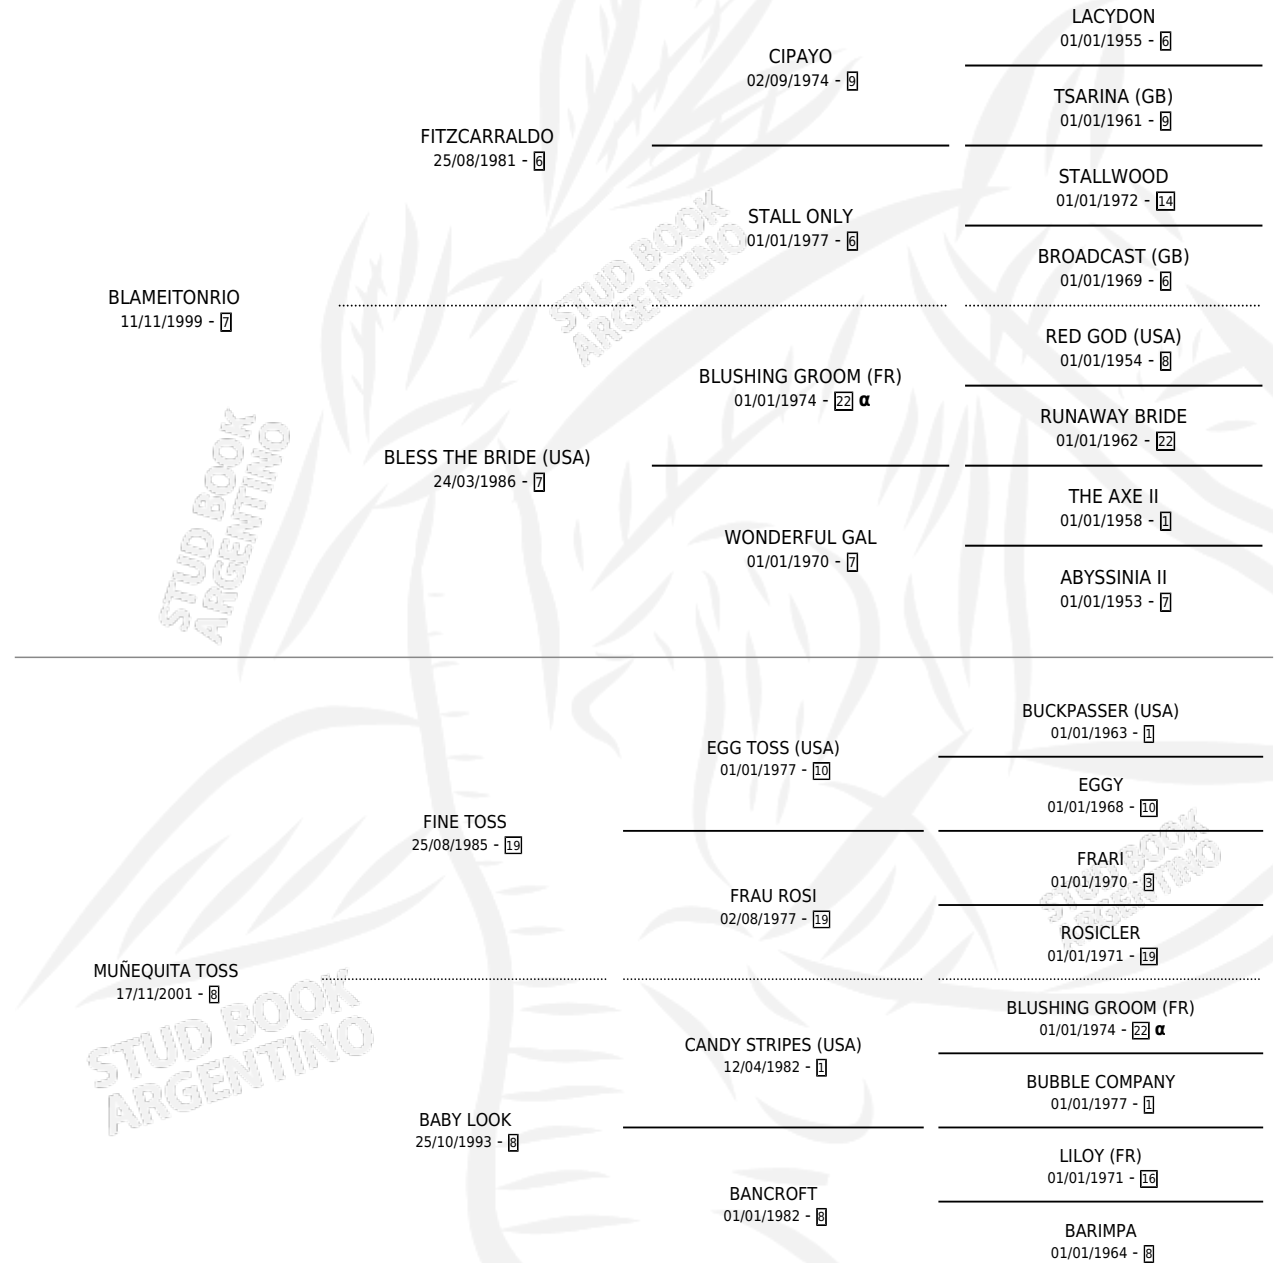 LACYDON
01/01/1955 - 6
CIPAYO
02/09/1974 - 9
TSARINA (GB)
01/01/1961 - 9
FITZCARRALDO
25/08/1981 - 6
STALLWOOD
01/01/1972 - 14
STALL ONLY
01/01/1977 - 6
BROADCAST (GB)
01/01/1969 - 6
STUD BOOK
ARGENTINO
BLAMEITONRIO
11/11/1999 - 7
RED GOD (USA)
01/01/1954 - 8
BLUSHING GROOM (FR)
01/01/1974 - 22 α
RUNAWAY BRIDE
01/01/1962 - 22
BLESS THE BRIDE (USA)
24/03/1986 - 7
THE AXE II
01/01/1958 - 1
WONDERFUL GAL
01/01/1970 - 7
ABYSSINIA II
01/01/1953 - 7
STUD BOOK
ARGENTINO
BUCKPASSER (USA)
01/01/1963 - 1
EGG TOSS (USA)
01/01/1977 - 10
EGGY
01/01/1968 - 10
FINE TOSS
25/08/1985 - 19
FRARI
01/01/1970 - 3
FRAU ROSI
02/08/1977 - 19
ROSICLER
01/01/1971 - 19
STUD BOOK
ARGENTINO
MUÑEQUITA TOSS
17/11/2001 - 8
BLUSHING GROOM (FR)
01/01/1974 - 22 α
CANDY STRIPES (USA)
12/04/1982 - 1
BUBBLE COMPANY
01/01/1977 - 1
STUD BOOK
ARGENTINO
BABY LOOK
25/10/1993 - 8
LILOY (FR)
01/01/1971 - 16
BANCROFT
01/01/1982 - 8
BARIMPA
01/01/1964 - 8